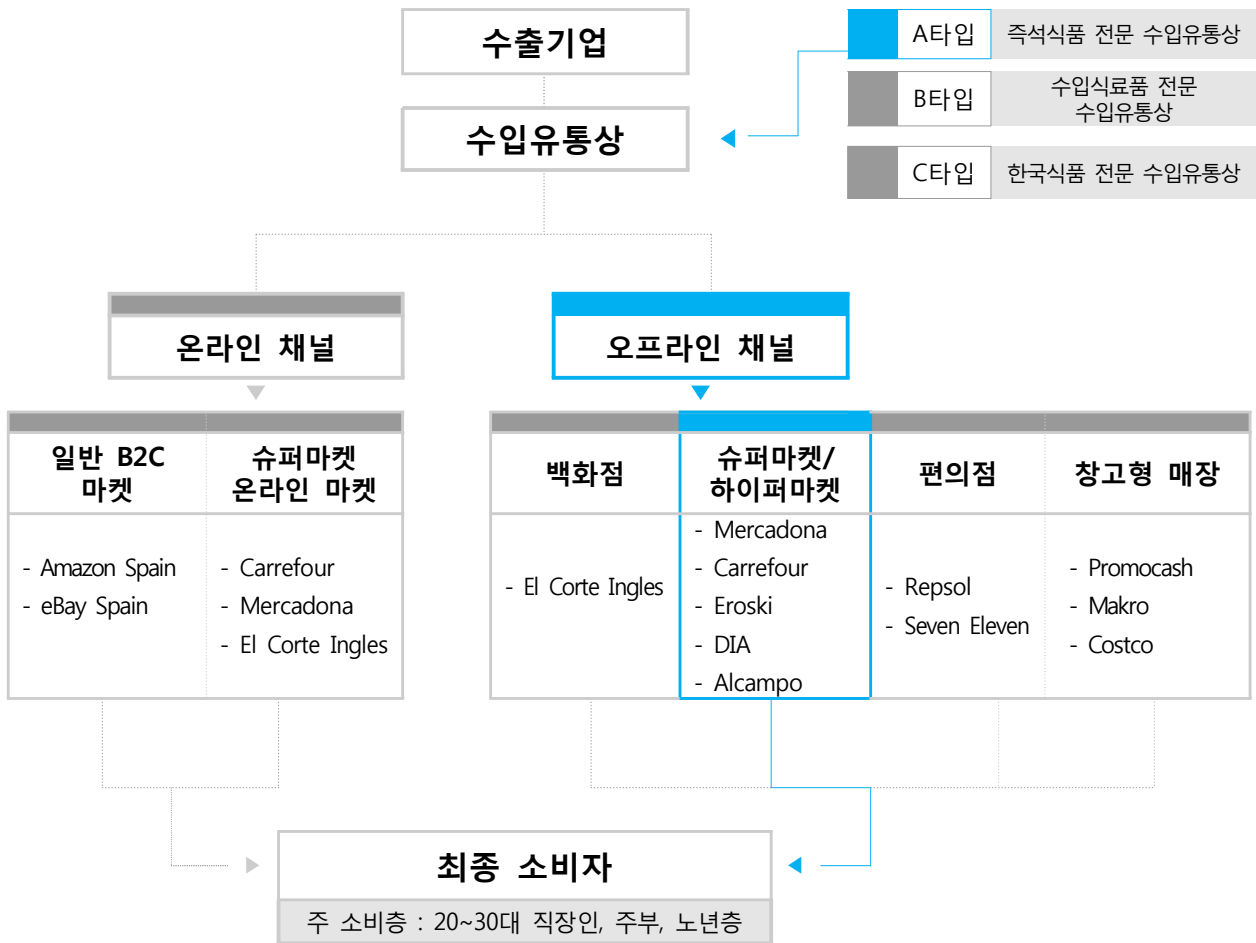 수출기업
수입유통상
A타입
즉석식품 전문 수입유통상
B타입
수입식료품 전문
수입유통상
C타입
한국식품 전문 수입유통상
온라인 채널
오프라인 채널
일반 B2C
마켓
- Amazon Spain
- eBay Spain
슈퍼마켓
온라인 마켓
- Carrefour
- Mercadona
- El Corte Ingles
백화점
- El Corte Ingles
슈퍼마켓/
하이퍼마켓
- Mercadona
- Carrefour
- Eroski
- DIA
- Alcampo
편의점
- Repsol
- Seven Eleven
창고형 매장
- Promocash
- Makro
- Costco
최종 소비자
주 소비층 : 20~30대 직장인, 주부, 노년층